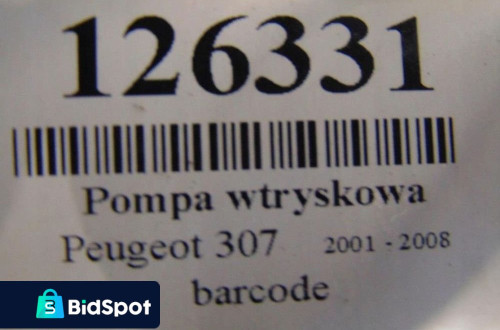 126331
Pompa wtryskowa
Peugeot 307 2001 - 2008
barcode
S BidSpot